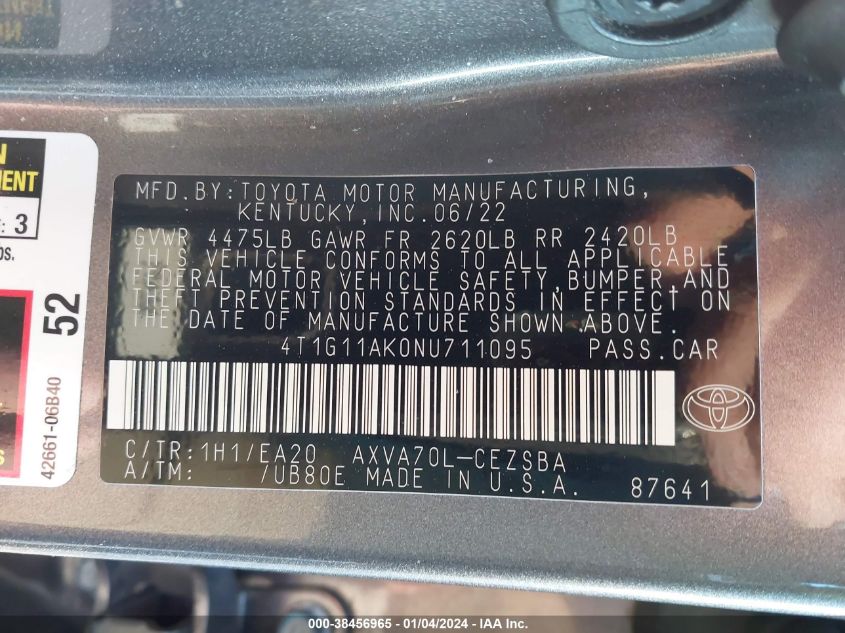 MENT
: 3
OS.
52
42661-06B40
MFD. BY: TOYOTA MOTOR MANUFACTURING,
KENTUCKY, INC. 06/22
GVWR 4475LB GAWR FR 2620LB RR 2420LB
THIS VEHICLE CONFORMS TO ALL APPLICABLE
FEDERAL MOTOR VEHICLE SAFETY, BUMPER, AND
THEFT PREVENTION STANDARDS IN EFFECT ON
THE DATE OF MANUFACTURE SHOWN ABOVE.
4T1G11AK0NU711095 PASS. CAR
C/TR: 1H1/EA20 AXVA70L-CEZSBA
A/TM: /UB80E MADE IN U.S.A. 87641
000-38456965 - 01/04/2024 - IAA Inc.